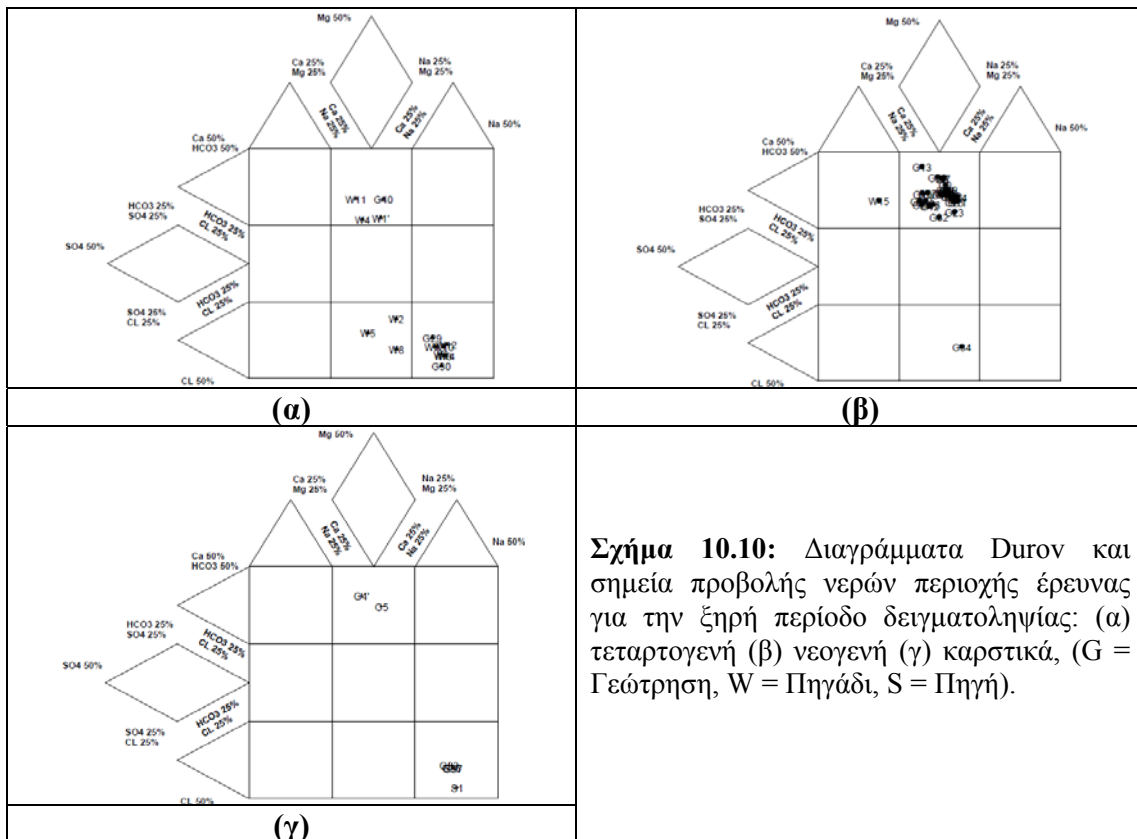 Mg 50%
Ca 25%
Mg 25%
Na 25%
Mg 25%
Ca 25%
Na 25%
Ca 25%
Na 25%
Na 50%
Ca 50%
HCO3 50%
HCO3 25%
SO4 25%
HCO3 25%
CL 25%
SO4 50%
HCO3 25%
CL 25%
SO4 25%
CL 25%
CL 50%
W11
G40
W4
W1'
W2
W5
W8
G30
(α)
Mg 50%
Ca 25%
Mg 25%
Na 25%
Mg 25%
Ca 25%
Na 25%
Ca 25%
Na 25%
Na 50%
Ca 50%
HCO3 50%
HCO3 25%
SO4 25%
HCO3 25%
CL 25%
SO4 50%
HCO3 25%
CL 25%
SO4 25%
CL 25%
CL 50%
G13
W15
G34
(β)
Mg 50%
Ca 25%
Mg 25%
Na 25%
Mg 25%
Ca 25%
Na 25%
Ca 25%
Na 25%
Na 50%
Ca 50%
HCO3 50%
HCO3 25%
SO4 25%
HCO3 25%
CL 25%
SO4 50%
HCO3 25%
CL 25%
SO4 25%
CL 25%
CL 50%
G4'
G5
S1
(γ)
Σχήμα 10.10: Διαγράμματα Durov και
σημεία προβολής νερών περιοχής έρευνας
για την ξηρή περίοδο δειγματοληψίας: (α)
τεταρτογενή (β) νεογενή (γ) καρστικά, (G =
Γεώτρηση, W = Πηγάδι, S = Πηγή).